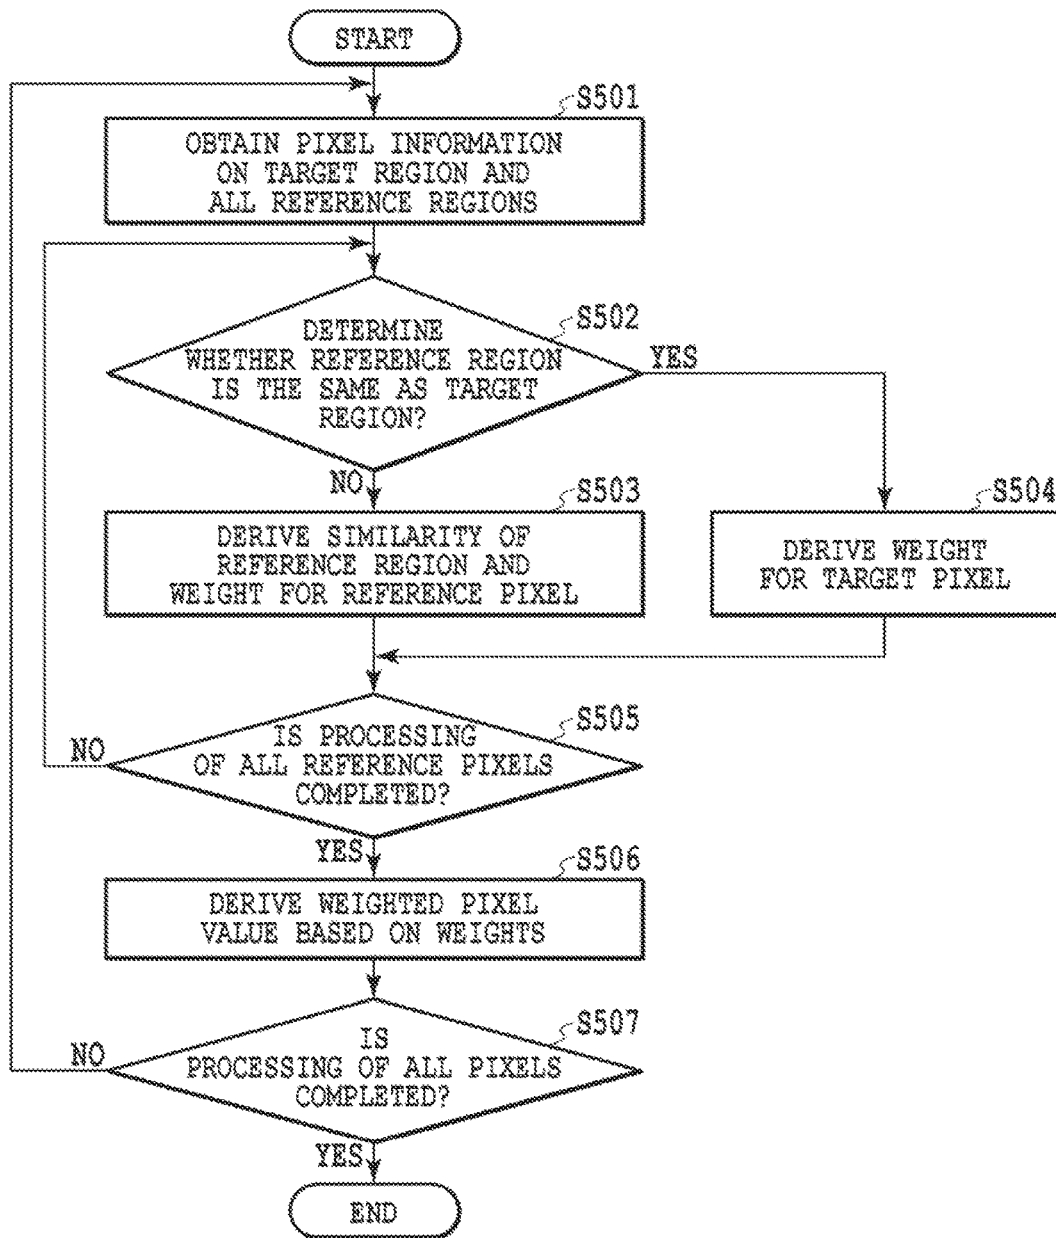 START
S501
OBTAIN PIXEL INFORMATION
ON TARGET REGION AND
ALL REFERENCE REGIONS
S502
DETERMINE
WHETHER REFERENCE REGION
IS THE SAME AS TARGET
REGION?
YES
NO
S503
DERIVE SIMILARITY OF
REFERENCE REGION AND
WEIGHT FOR REFERENCE PIXEL
S504
DERIVE WEIGHT
FOR TARGET PIXEL
S505
IS PROCESSING
OF ALL REFERENCE PIXELS
COMPLETED?
NO
YES
S506
DERIVE WEIGHTED PIXEL
VALUE BASED ON WEIGHTS
S507
IS
PROCESSING OF ALL PIXELS
COMPLETED?
NO
YES
END